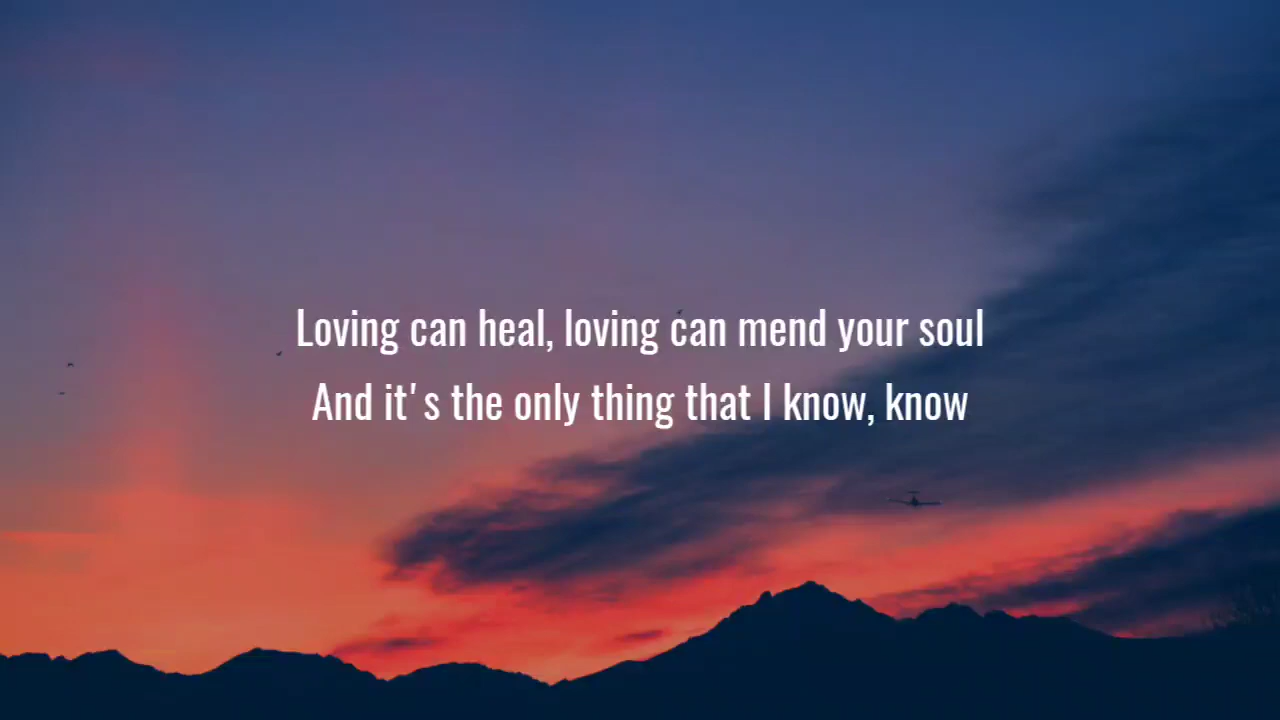 Loving can heal, loving can mend your soul
And it's the only thing that I know, know